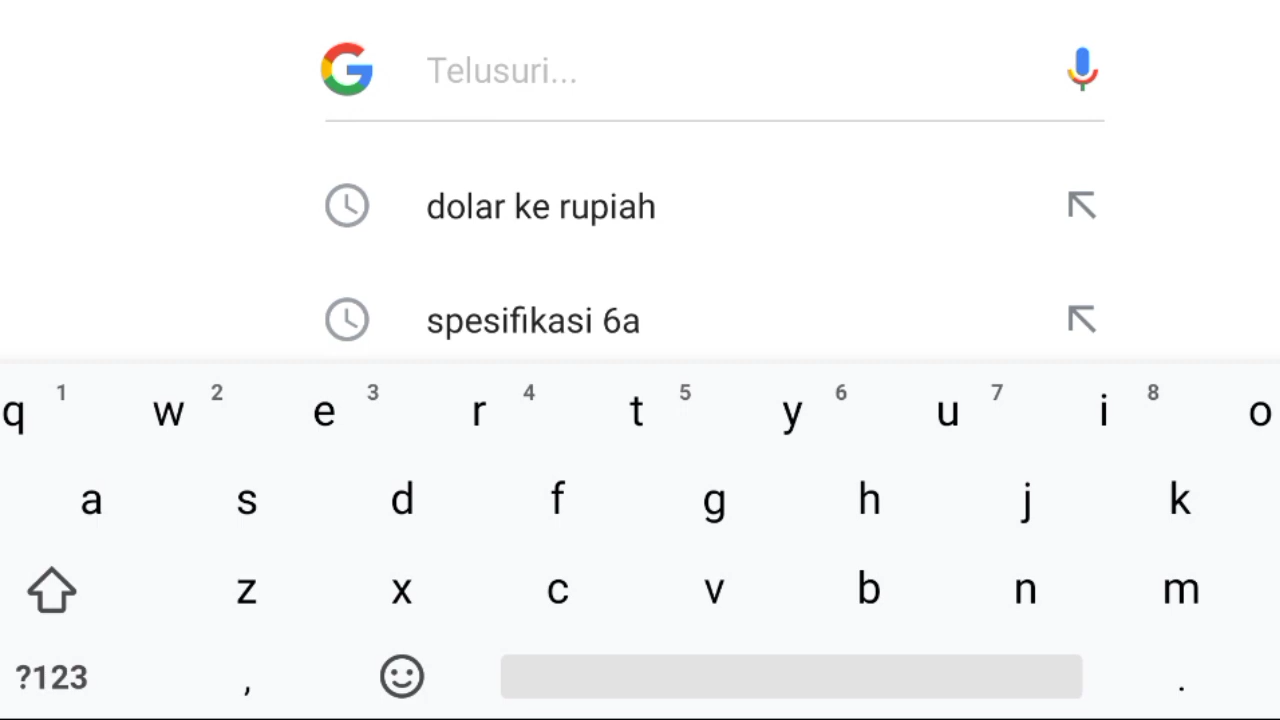 Telusuri...
dolar ke rupiah
spesifikasi 6a
q 1 w 2 e 3 r 4 t 5 y 6 u 7 i 8 o
a s d f g h j k
z x c v b n m
?123 , .